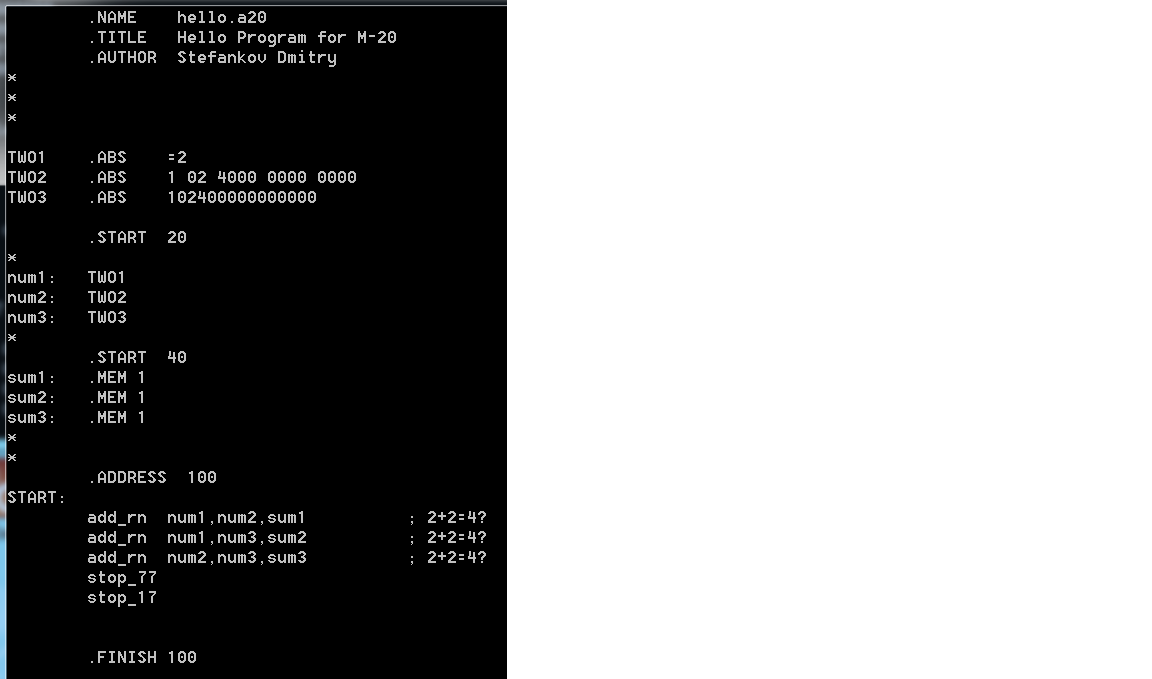 .NAME    hello.a20
.TITLE   Hello Program for M-20
.AUTHOR  Stefankov Dmitry
*
*
*
TWO1    .ABS    =2
TWO2    .ABS    1 02 4000 0000 0000
TWO3    .ABS    102400000000000
.START  20
*
num1:   TWO1
num2:   TWO2
num3:   TWO3
*
.START  40
sum1:   .MEM 1
sum2:   .MEM 1
sum3:   .MEM 1
*
*
.ADDRESS  100
START:
add_rn  num1,num2,sum1          ; 2+2=4?
add_rn  num1,num3,sum2          ; 2+2=4?
add_rn  num2,num3,sum3          ; 2+2=4?
stop_77
stop_17
.FINISH 100